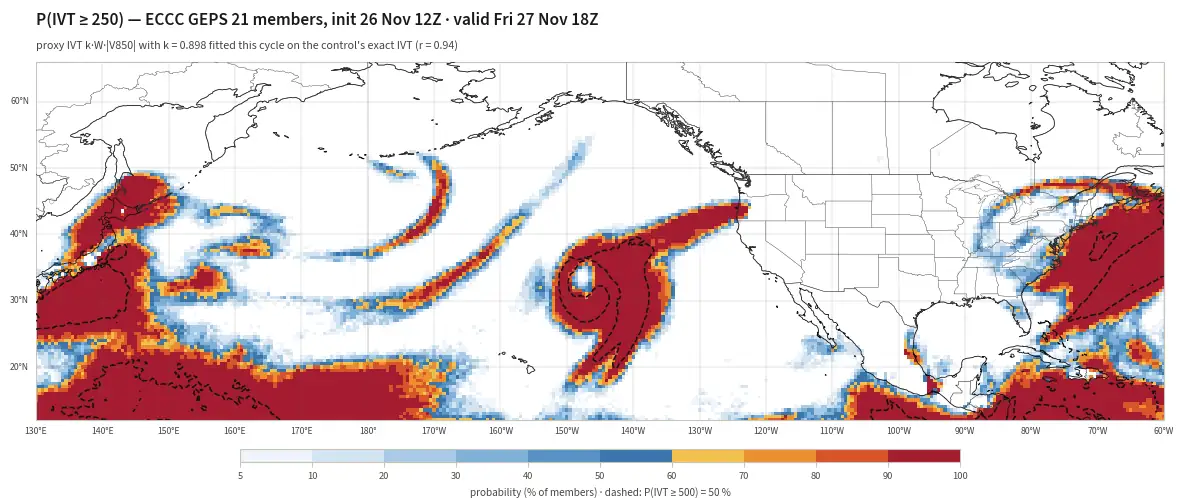 P(IVT ≥ 250) — ECCC GEPS 21 members, init 26 Nov 12Z · valid Fri 27 Nov 18Z
proxy IVT k·W·|V850| with k = 0.898 fitted this cycle on the control's exact IVT (r = 0.94)
60°N
50°N
40°N
30°N
20°N
130°E 140°E 150°E 160°E 170°E 180° 170°W 160°W 150°W 140°W 130°W 120°W 110°W 100°W 90°W 80°W 70°W 60°W
5 10 20 30 40 50 60 70 80 90 100
probability (% of members) · dashed: P(IVT ≥ 500) = 50 %